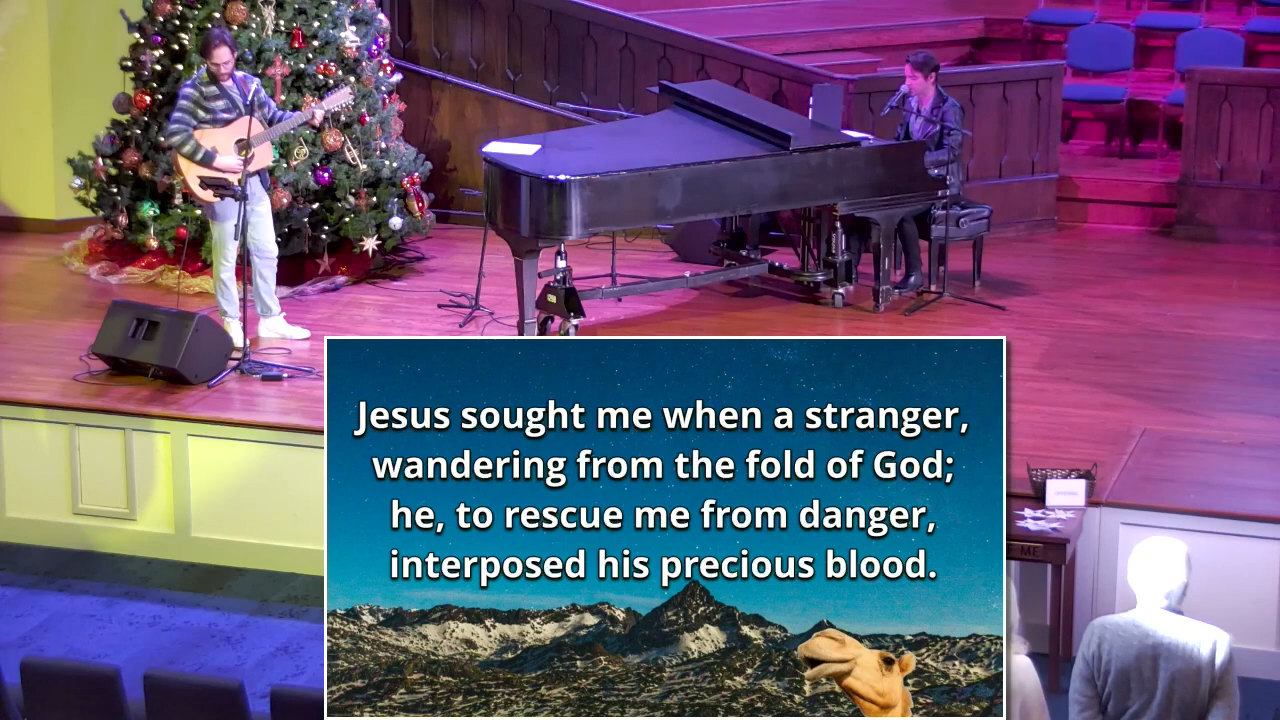 Jesus sought me when a stranger,
wandering from the fold of God;
he, to rescue me from danger,
interposed his precious blood.
ME